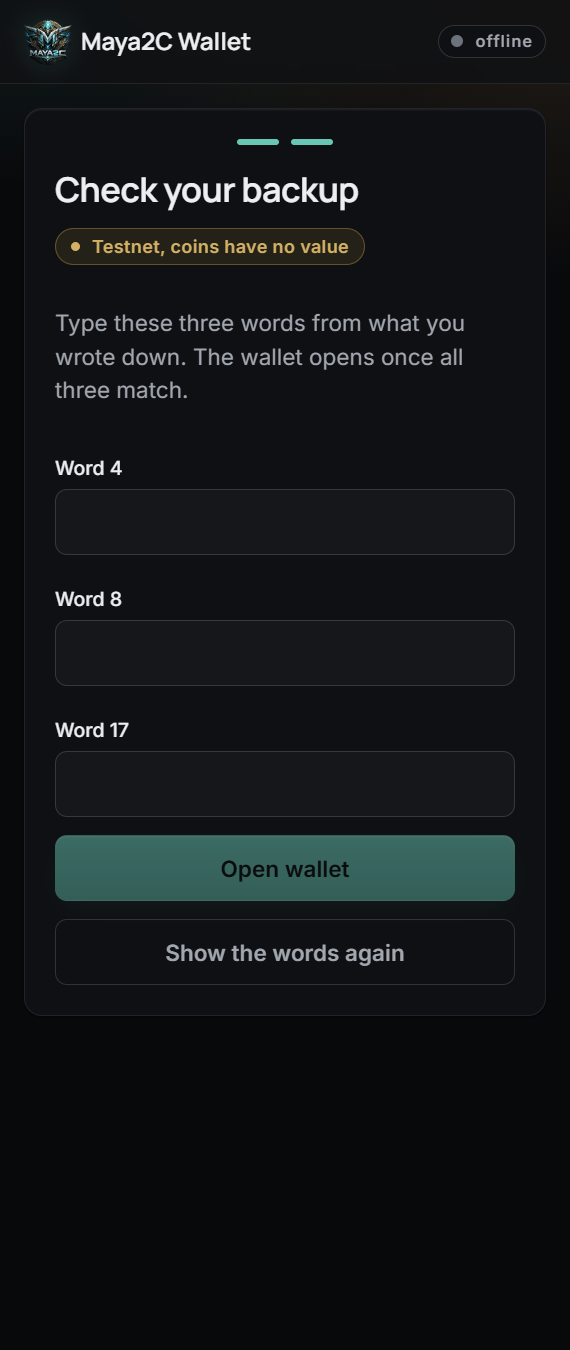 MAYA2C
Maya2C Wallet
offline
Check your backup
Testnet, coins have no value
Type these three words from what you
wrote down. The wallet opens once all
three match.
Word 4
Word 8
Word 17
Open wallet
Show the words again